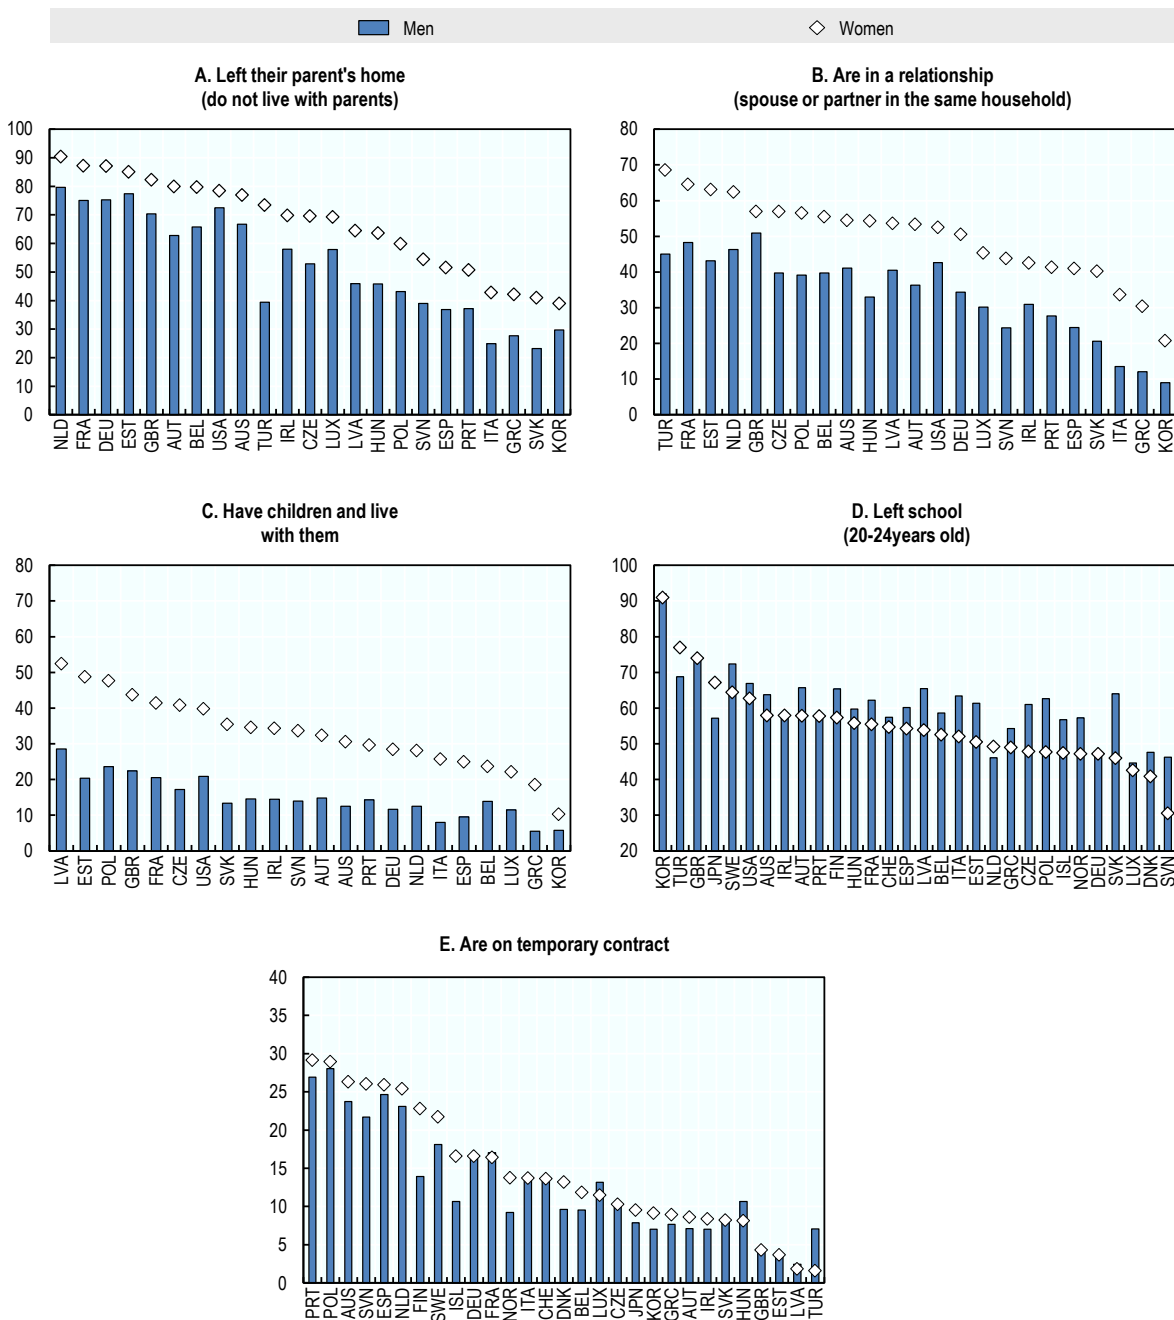 Men
Women
A. Left their parent's home
(do not live with parents)
100
90
80
70
60
50
40
30
20
10
0
NLD FRA DEU EST GBR AUT BEL USA AUS TUR IRL CZE LUX LVA HUN POL SVN ESP PRT ITA GRC SVK KOR
B. Are in a relationship
(spouse or partner in the same household)
80
70
60
50
40
30
20
10
0
TUR FRA EST NLD GBR CZE POL BEL AUS HUN LVA AUT USA DEU LUX SVN IRL PRT ESP SVK ITA GRC KOR
C. Have children and live
with them
80
70
60
50
40
30
20
10
0
LVA EST POL GBR FRA CZE USA SVK HUN IRL SVN AUT AUS PRT DEU NLD ITA ESP BEL LUX GRC KOR
D. Left school
(20-24years old)
100
90
80
70
60
50
40
30
20
KOR TUR GBR JPN SWE USA AUS IRL AUT PRT FIN HUN FRA CHE ESP LVA BEL ITA EST NLD GRC CZE POL ISL NOR DEU SVK LUX DNK SVN
E. Are on temporary contract
40
35
30
25
20
15
10
5
0
PRT POL AUS SVN ESP NLD FIN SWE ISL DEU FRA NOR ITA CHE DNK BEL LUX CZE JPN KOR GRC AUT IRL SVK HUN GBR EST LVA TUR